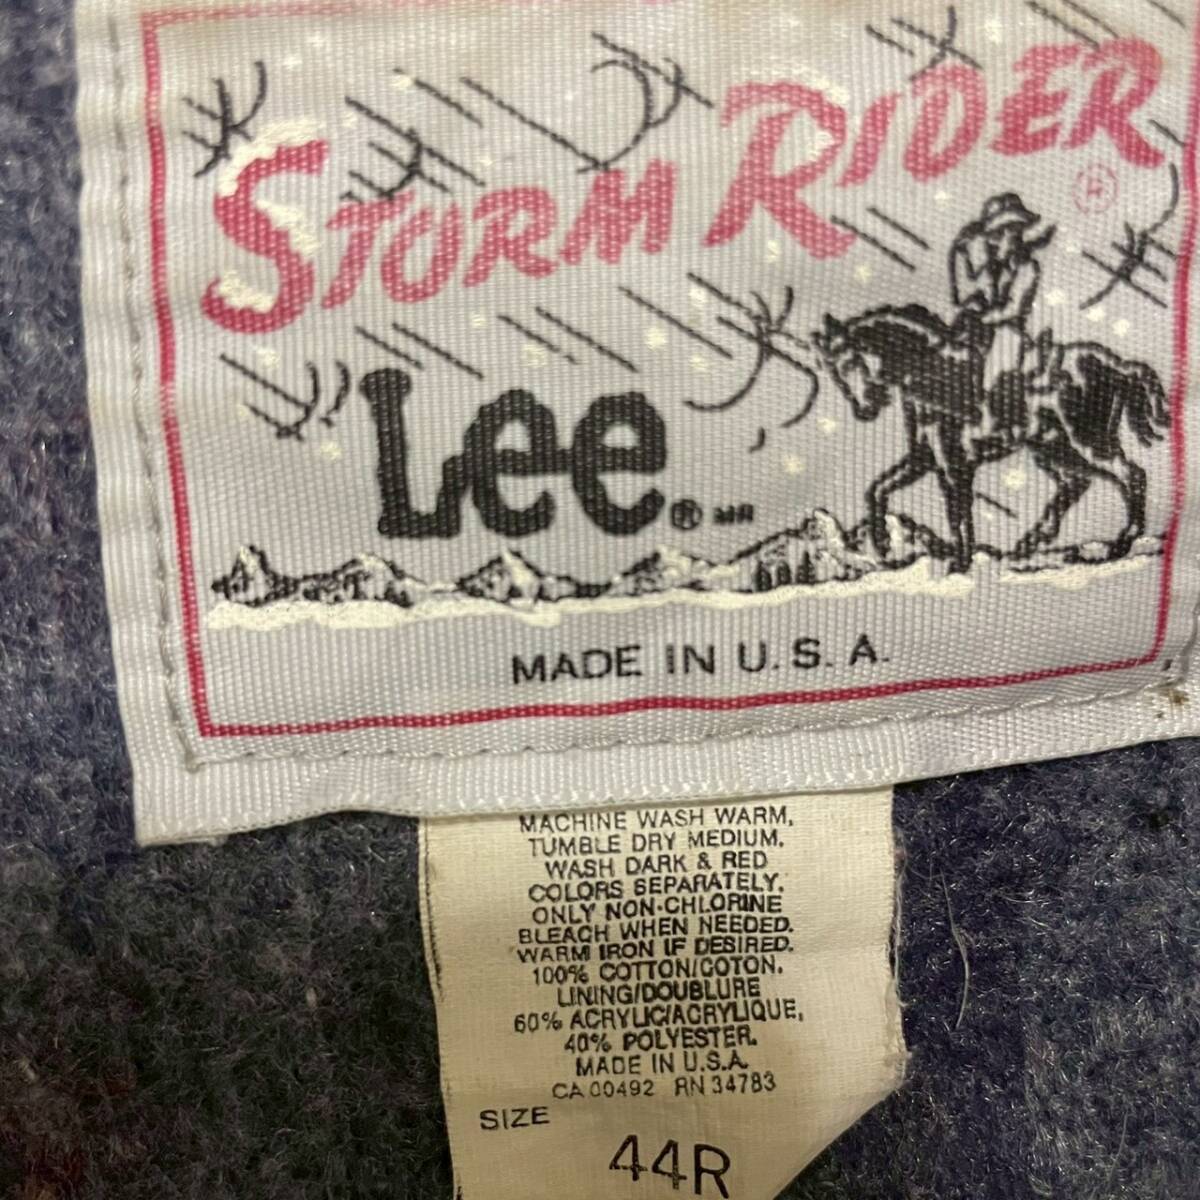 STORM RIDER ®
Lee ® MR
MADE IN U.S.A.
MACHINE WASH WARM,
TUMBLE DRY MEDIUM.
WASH DARK & RED
COLORS SEPARATELY.
ONLY NON-CHLORINE
BLEACH WHEN NEEDED.
WARM IRON IF DESIRED.
100% COTTON/COTON.
LINING/DOUBLURE
60% ACRYLIC/ACRYLIQUE,
40% POLYESTER.
MADE IN U.S.A.
CA 00492 RN 34783
SIZE
44R